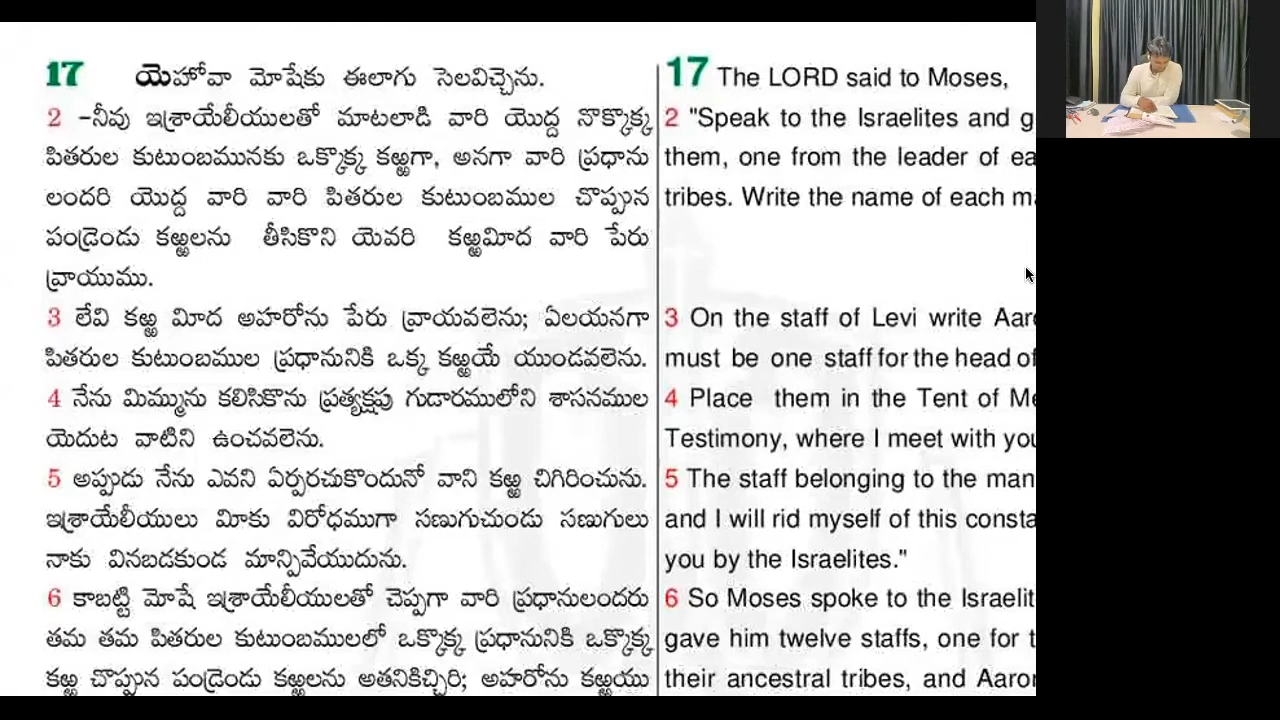 17 యెహోవా మోషేకు ఈలాగు సెలవిచ్చెను.
2 -నీవు ఇశ్రాయేలీయులతో మాటలాడి వారి యొద్ద నొక్కొక్క
పితరుల కుటుంబమునకు ఒక్కొక్క కఱ్ఱగా, అనగా వారి ప్రధాను
లందరి యొద్ద వారి వారి పితరుల కుటుంబముల చొప్పున
పండ్రెండు కఱ్ఱలను తీసికొని యెవరి కఱ్ఱమీద వారి పేరు
వ్రాయుము.
3 లేవి కఱ్ఱ మీద అహరోను పేరు వ్రాయవలెను; ఏలయనగా
పితరుల కుటుంబముల ప్రధానునికి ఒక్క కఱ్ఱయే యుండవలెను.
4 నేను మిమ్మును కలిసికొను ప్రత్యక్షపు గుడారములోని శాసనముల
యెదుట వాటిని ఉంచవలెను.
5 అప్పుడు నేను ఎవని ఏర్పరచుకొందునో వాని కఱ్ఱ చిగిరించును.
ఇశ్రాయేలీయులు మీకు విరోధముగా సణుగుచుండు సణుగులు
నాకు వినబడకుండ మాన్పివేయుదును.
6 కాబట్టి మోషే ఇశ్రాయేలీయులతో చెప్పగా వారి ప్రధానులందరు
తమ తమ పితరుల కుటుంబములలో ఒక్కొక్క ప్రధానునికి ఒక్కొక్క
కఱ్ఱ చొప్పున పండ్రెండు కఱ్ఱలను అతనికిచ్చిరి; అహరోను కఱ్ఱయు
17 The LORD said to Moses,
2 "Speak to the Israelites and g
them, one from the leader of ea
tribes. Write the name of each m
3 On the staff of Levi write Aar
must be one staff for the head of
4 Place them in the Tent of Me
Testimony, where I meet with you
5 The staff belonging to the man
and I will rid myself of this consta
you by the Israelites."
6 So Moses spoke to the Israelit
gave him twelve staffs, one for t
their ancestral tribes, and Aaron